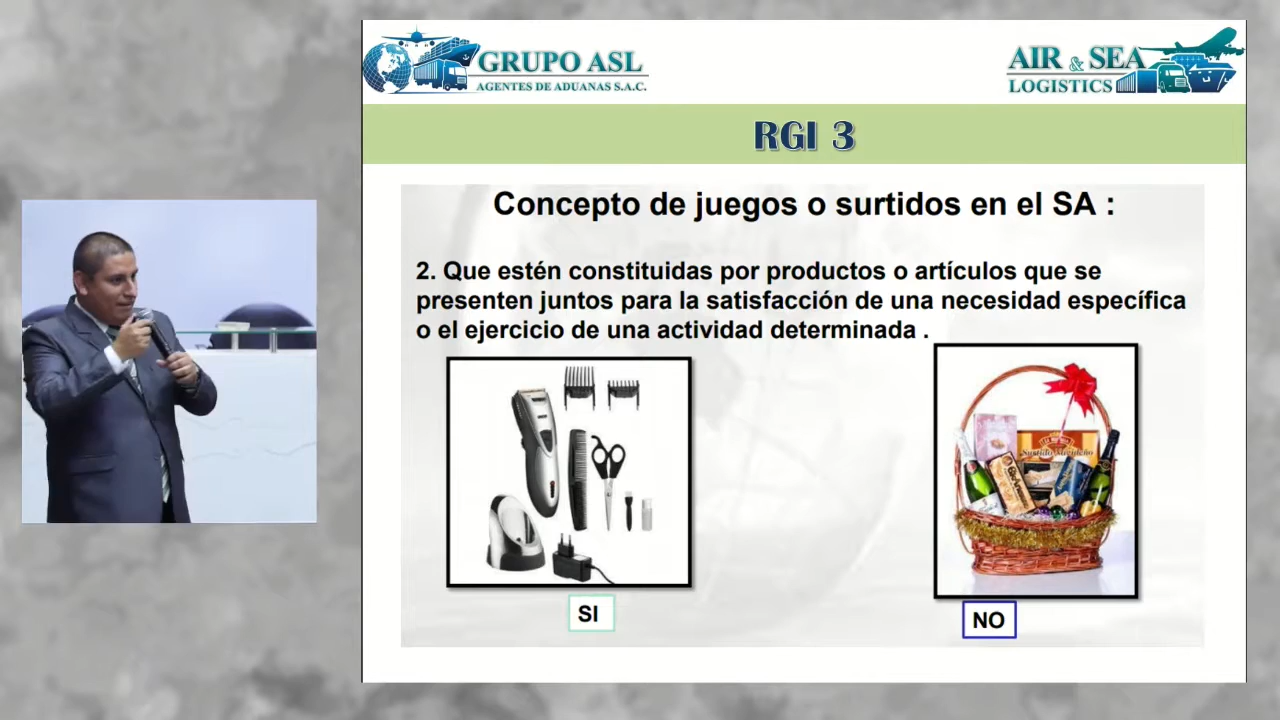 GRUPO ASL
AGENTES DE ADUANAS S.A.C.
AIR & SEA
LOGISTICS
RGI 3
Concepto de juegos o surtidos en el SA :
2. Que estén constituidas por productos o artículos que se
presenten juntos para la satisfacción de una necesidad específica
o el ejercicio de una actividad determinada .
SI
NO